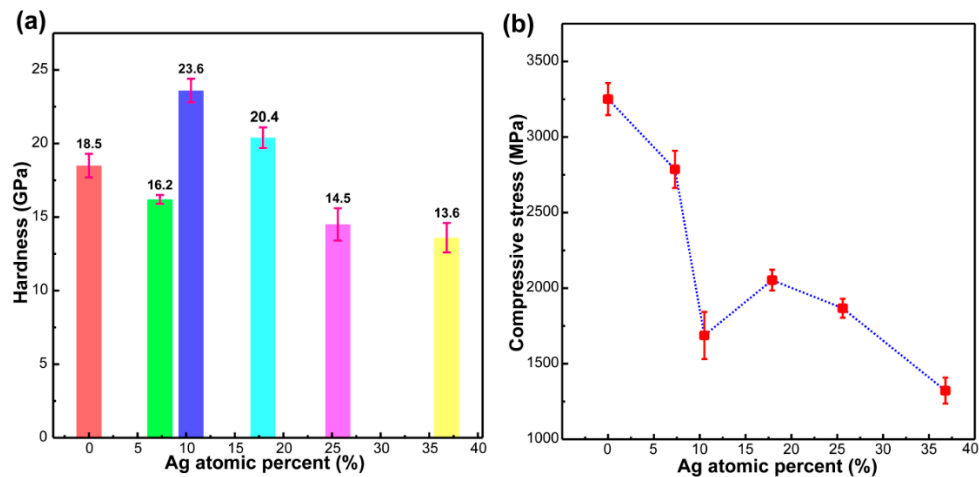 (a)
Hardness (GPa)
25
20
15
10
5
0
18.5
16.2
23.6
20.4
14.5
13.6
0 5 10 15 20 25 30 35 40
Ag atomic percent (%)
(b)
Compressive stress (MPa)
3500
3000
2500
2000
1500
1000
0 5 10 15 20 25 30 35 40
Ag atomic percent (%)